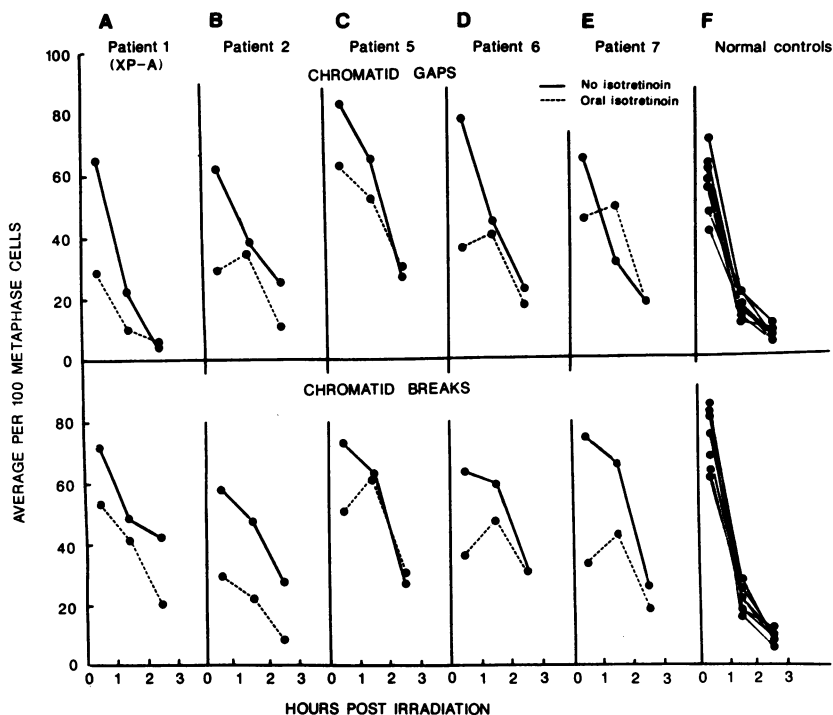 A B C D E F
Patient 1 Patient 2 Patient 5 Patient 6 Patient 7 Normal controls
(XP-A)
CHROMATID GAPS
No isotretinoin
Oral isotretinoin
100
80
60
40
20
0
CHROMATID BREAKS
80
60
40
20
0
0 1 2 3 0 1 2 3 0 1 2 3 0 1 2 3 0 1 2 3 0 1 2 3
AVERAGE PER 100 METAPHASE CELLS
HOURS POST IRRADIATION